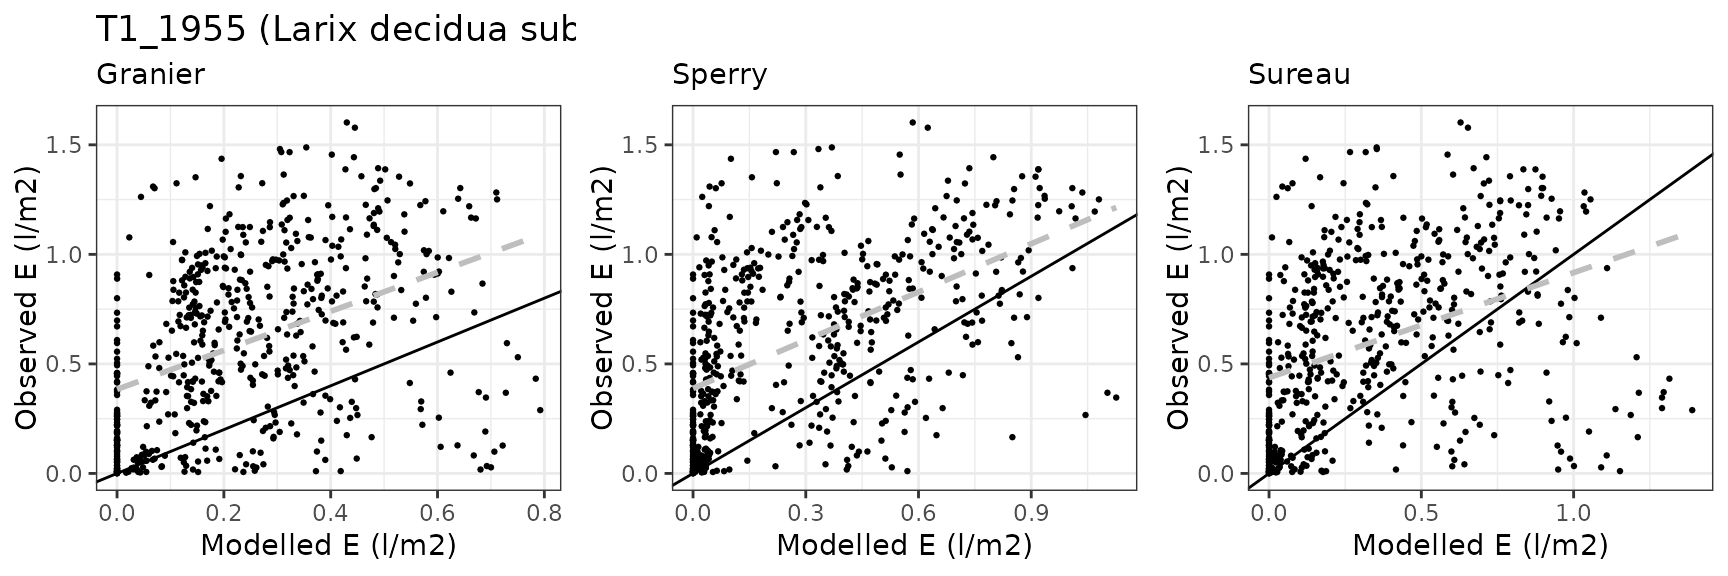 T1_1955 (Larix decidua sub
Granier
Sperry
Sureau
Observed E (l/m2)
1.5
1.0
0.5
0.0
0.0 0.2 0.4 0.6 0.8
Modelled E (l/m2)
Observed E (l/m2)
1.5
1.0
0.5
0.0
0.0 0.3 0.6 0.9
Modelled E (l/m2)
Observed E (l/m2)
1.5
1.0
0.5
0.0
0.0 0.5 1.0
Modelled E (l/m2)